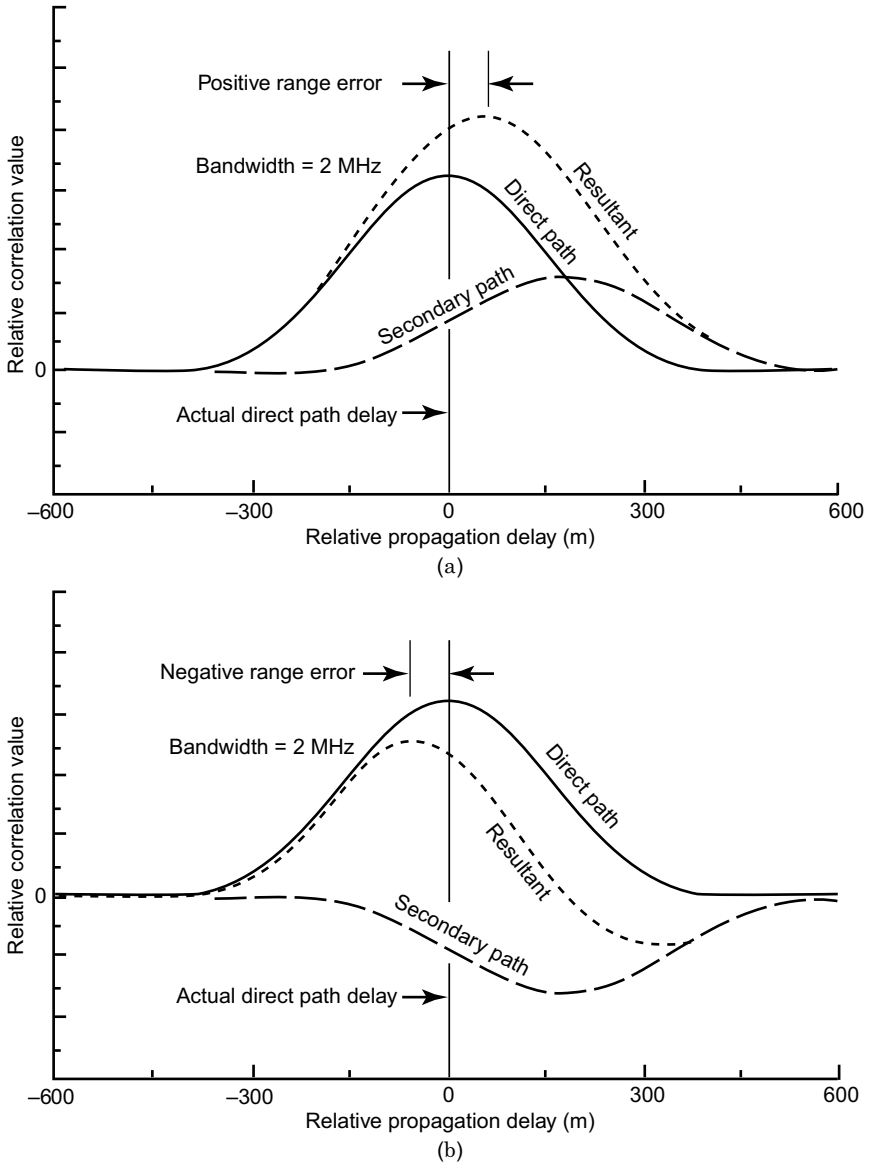 Positive range error
Bandwidth = 2 MHz
Resultant
Direct path
Secondary path
Relative correlation value
0
Actual direct path delay
–600
–300
0
300
600
Relative propagation delay (m)
(a)
Negative range error
Bandwidth = 2 MHz
Direct path
Resultant
Secondary path
Relative correlation value
0
Actual direct path delay
–600
–300
0
300
600
Relative propagation delay (m)
(b)